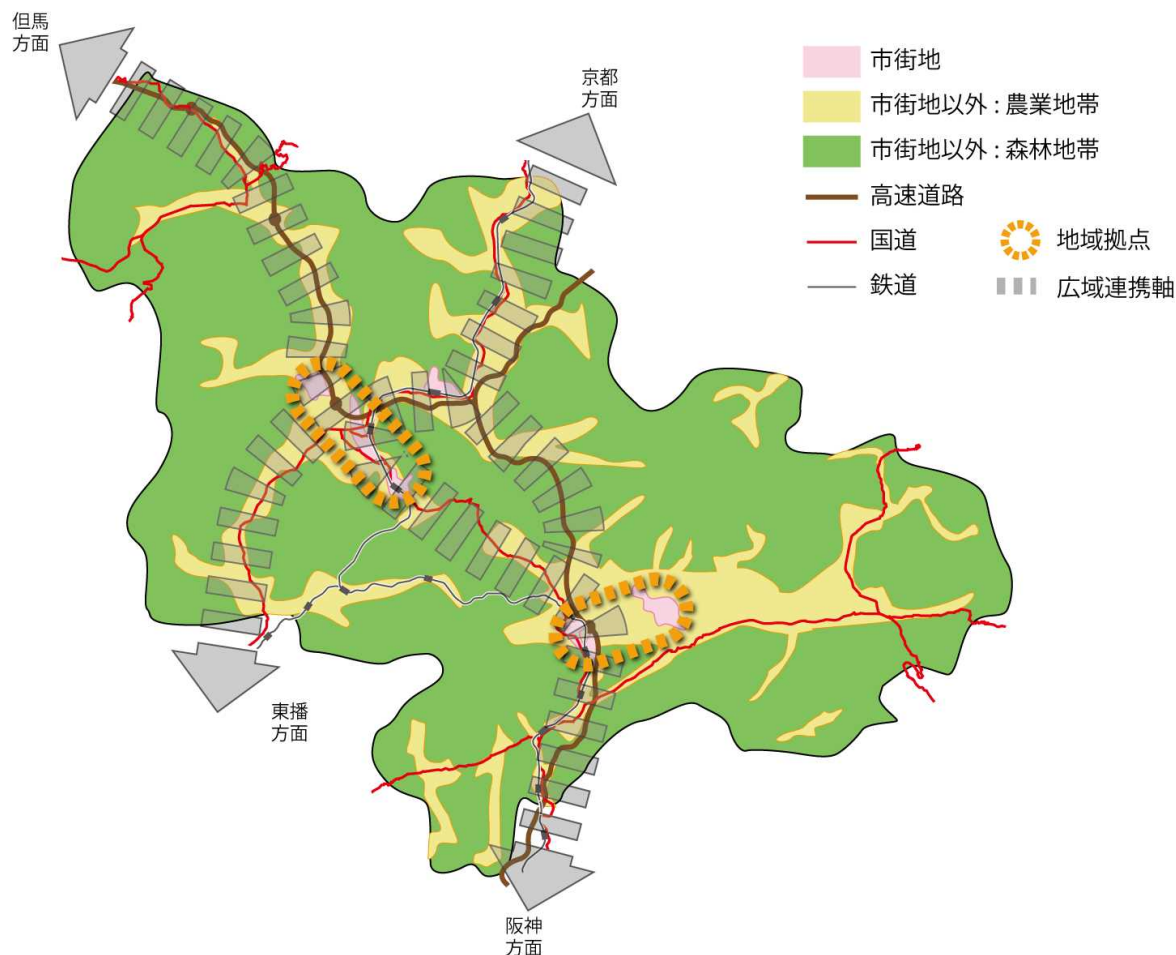 但馬
方面
京都
方面
市街地
市街地以外：農業地帯
市街地以外：森林地帯
高速道路
国道
地域拠点
鉄道
広域連携軸
東播
方面
阪神
方面